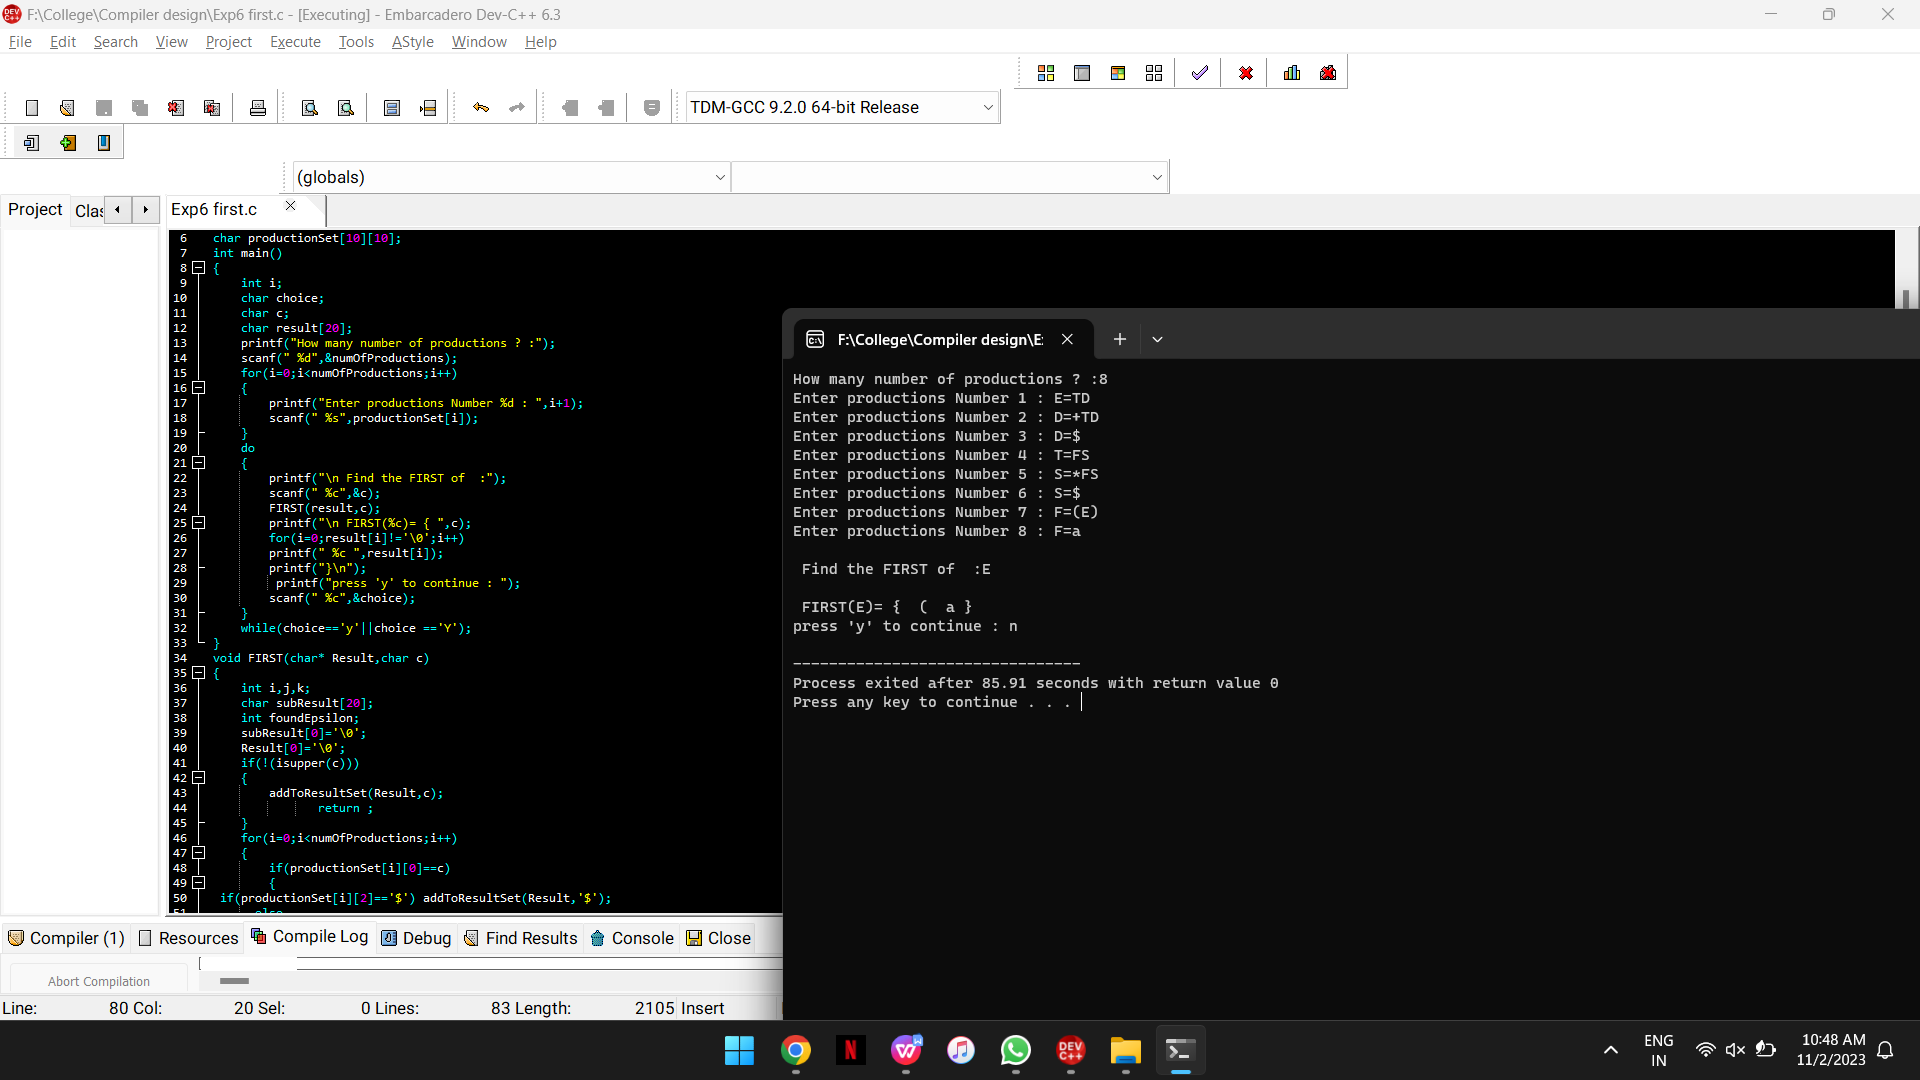 F:\College\Compiler design\Exp6 first.c - [Executing] - Embarcadero Dev-C++ 6.3
File Edit Search View Project Execute Tools AStyle Window Help
TDM-GCC 9.2.0 64-bit Release
(globals)
Project Clas Exp6 first.c
6 char productionSet[10][10];
7 int main()
8 {
9 int i;
10 char choice;
11 char c;
12 char result[20];
13 printf("How many number of productions ? :");
14 scanf(" %d",&numOfProductions);
15 for(i=0;i<numOfProductions;i++)
16 {
17 printf("Enter productions Number %d : ",i+1);
18 scanf(" %s",productionSet[i]);
19 }
20 do
21 {
22 printf("\n Find the FIRST of  :");
23 scanf(" %c",&c);
24 FIRST(result,c);
25 printf("\n FIRST(%c)= { ",c);
26 for(i=0;result[i]!='\0';i++)
27 printf(" %c ",result[i]);
28 printf("}\n");
29 printf("press 'y' to continue : ");
30 scanf(" %c",&choice);
31 }
32 while(choice=='y'||choice =='Y');
33 }
34 void FIRST(char* Result,char c)
35 {
36 int i,j,k;
37 char subResult[20];
38 int foundEpsilon;
39 subResult[0]='\0';
40 Result[0]='\0';
41 if(!(isupper(c)))
42 {
43 addToResultSet(Result,c);
44 return ;
45 }
46 for(i=0;i<numOfProductions;i++)
47 {
48 if(productionSet[i][0]==c)
49 {
50 if(productionSet[i][2]=='$') addToResultSet(Result,'$');
51 else
F:\College\Compiler design\E:
How many number of productions ? :8
Enter productions Number 1 : E=TD
Enter productions Number 2 : D=+TD
Enter productions Number 3 : D=$
Enter productions Number 4 : T=FS
Enter productions Number 5 : S=*FS
Enter productions Number 6 : S=$
Enter productions Number 7 : F=(E)
Enter productions Number 8 : F=a
Find the FIRST of  :E
FIRST(E)= {  (  a }
press 'y' to continue : n
--------------------------------
Process exited after 85.91 seconds with return value 0
Press any key to continue . . .
Compiler (1) Resources Compile Log Debug Find Results Console Close
Abort Compilation
Line: 80 Col: 20 Sel: 0 Lines: 83 Length: 2105 Insert
ENG
IN
10:48 AM
11/2/2023